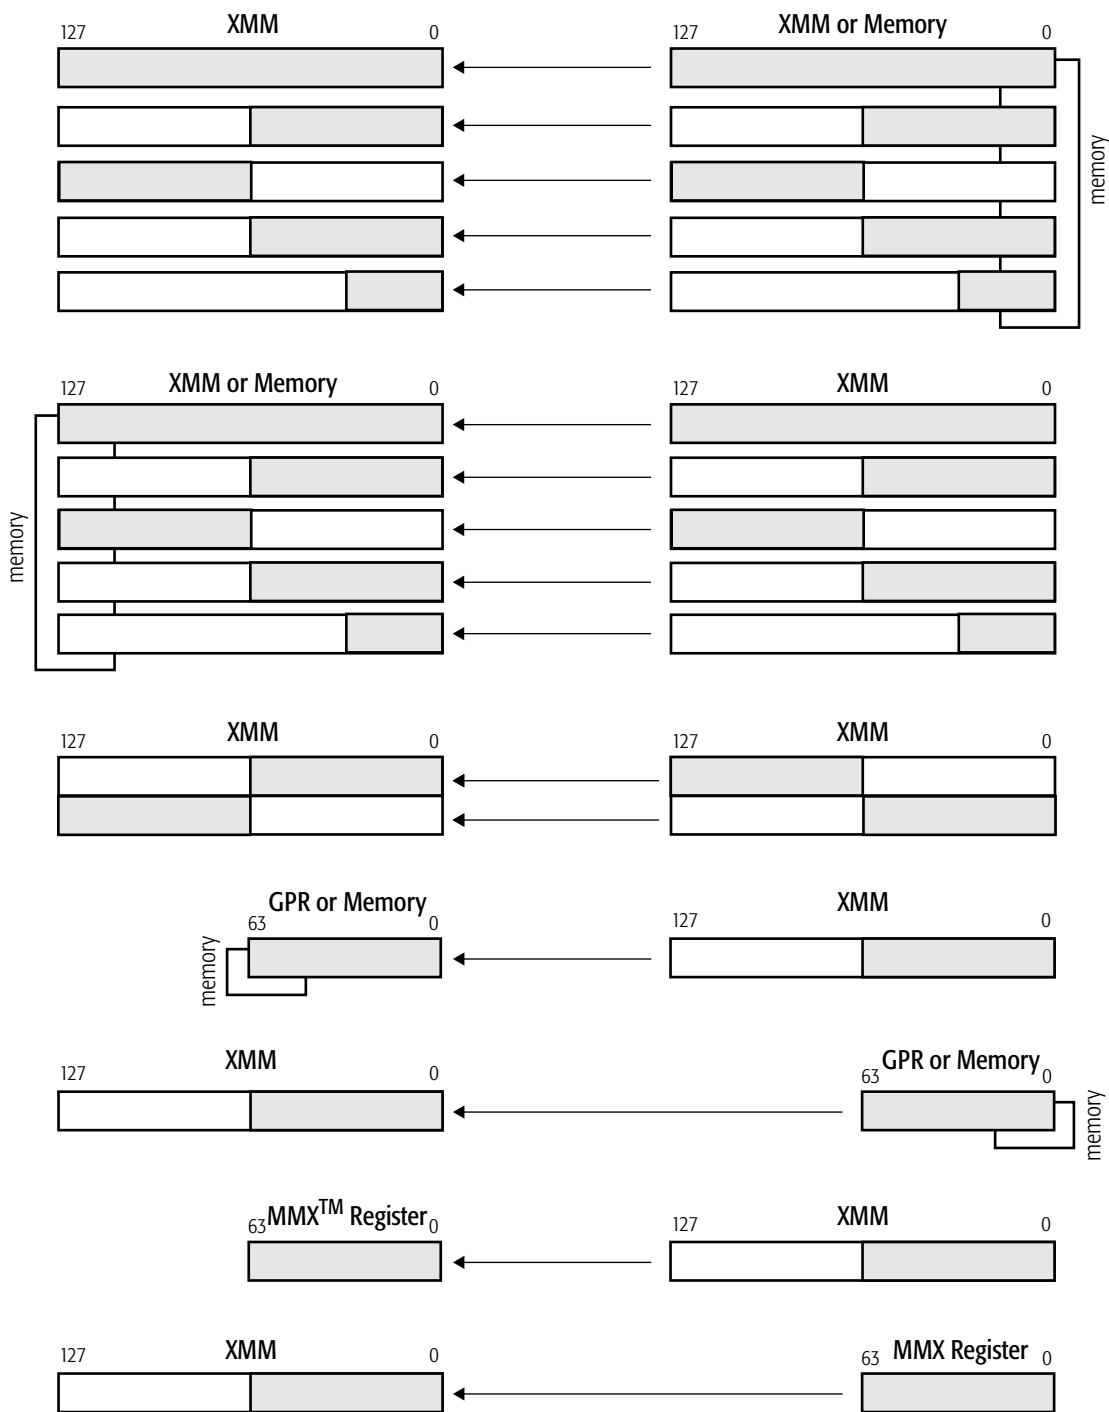 XMM XMM or Memory
127 0 127 0
memory
XMM or Memory XMM
127 0 127 0
memory
XMM XMM
127 0 127 0
GPR or Memory XMM
63 0 127 0
memory
XMM GPR or Memory
127 0 63 0
memory
MMX™ Register XMM
63 0 127 0
XMM MMX Register
127 0 63 0